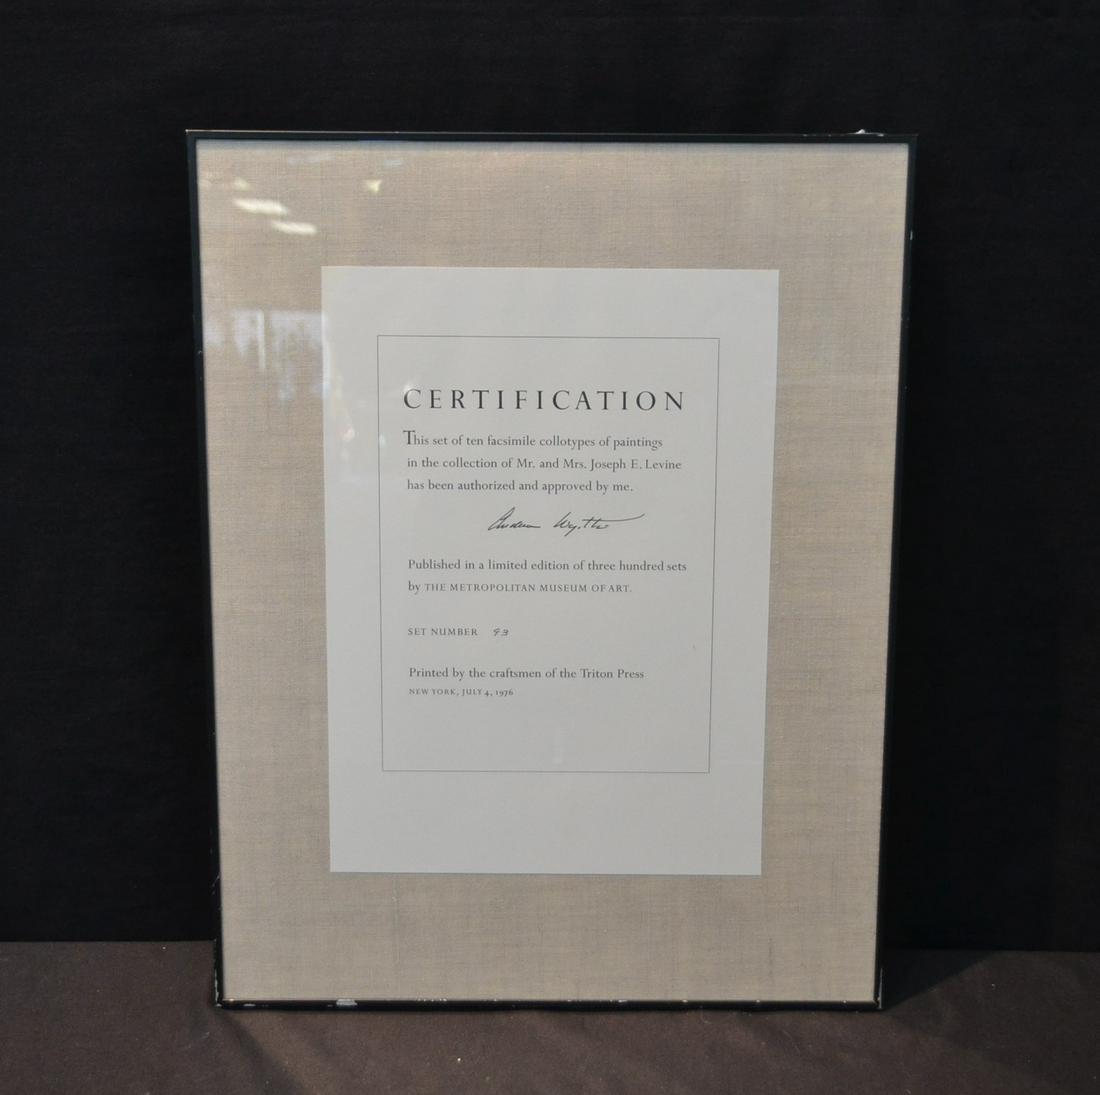 CERTIFICATION
This set of ten facsimile collotypes of paintings
in the collection of Mr. and Mrs. Joseph E. Levine
has been authorized and approved by me.
Andrew Wyeth
Published in a limited edition of three hundred sets
by THE METROPOLITAN MUSEUM OF ART.
SET NUMBER 93
Printed by the craftsmen of the Triton Press
NEW YORK, JULY 4, 1976